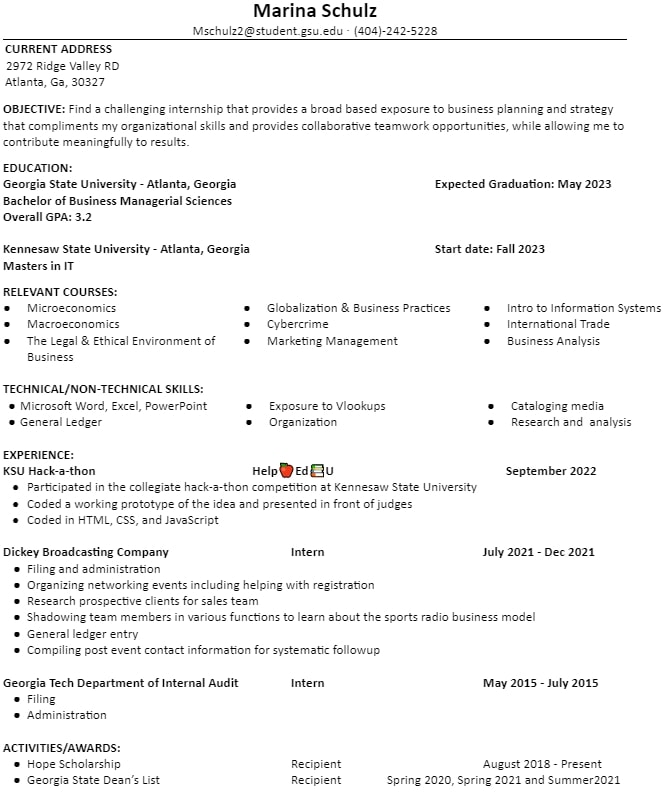 Marina Schulz
Mschulz2@student.gsu.edu · (404)-242-5228
CURRENT ADDRESS
2972 Ridge Valley RD
Atlanta, Ga, 30327
OBJECTIVE: Find a challenging internship that provides a broad based exposure to business planning and strategy
that compliments my organizational skills and provides collaborative teamwork opportunities, while allowing me to
contribute meaningfully to results.
EDUCATION:
Georgia State University - Atlanta, Georgia Expected Graduation: May 2023
Bachelor of Business Managerial Sciences
Overall GPA: 3.2
Kennesaw State University - Atlanta, Georgia Start date: Fall 2023
Masters in IT
RELEVANT COURSES:
● Microeconomics ● Globalization & Business Practices ● Intro to Information Systems
● Macroeconomics ● Cybercrime ● International Trade
● The Legal & Ethical Environment of ● Marketing Management ● Business Analysis
Business
TECHNICAL/NON-TECHNICAL SKILLS:
● Microsoft Word, Excel, PowerPoint ● Exposure to Vlookups ● Cataloging media
● General Ledger ● Organization ● Research and analysis
EXPERIENCE:
KSU Hack-a-thon Help🍎Ed📚U September 2022
● Participated in the collegiate hack-a-thon competition at Kennesaw State University
● Coded a working prototype of the idea and presented in front of judges
● Coded in HTML, CSS, and JavaScript
Dickey Broadcasting Company Intern July 2021 - Dec 2021
● Filing and administration
● Organizing networking events including helping with registration
● Research prospective clients for sales team
● Shadowing team members in various functions to learn about the sports radio business model
● General ledger entry
● Compiling post event contact information for systematic followup
Georgia Tech Department of Internal Audit Intern May 2015 - July 2015
● Filing
● Administration
ACTIVITIES/AWARDS:
● Hope Scholarship Recipient August 2018 - Present
● Georgia State Dean's List Recipient Spring 2020, Spring 2021 and Summer2021